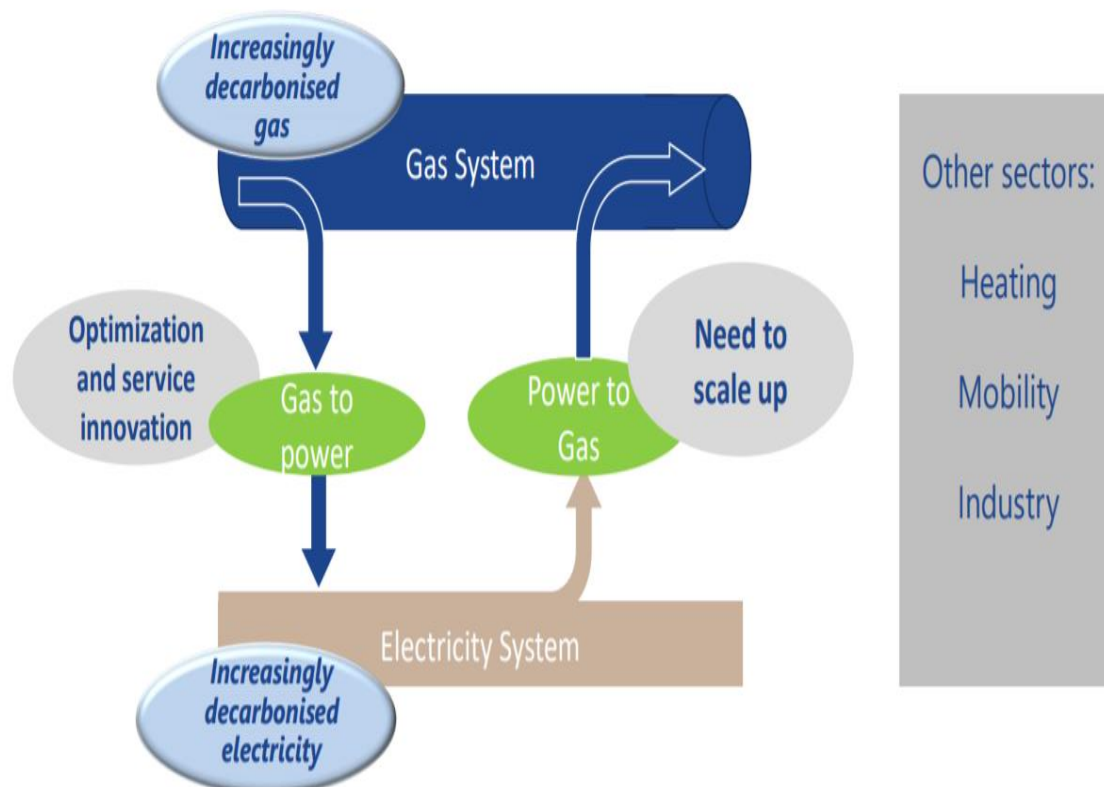 Increasingly
decarbonised
gas
Gas System
Optimization
and service
innovation
Gas to
power
Power to
Gas
Need to
scale up
Electricity System
Increasingly
decarbonised
electricity
Other sectors:
Heating
Mobility
Industry